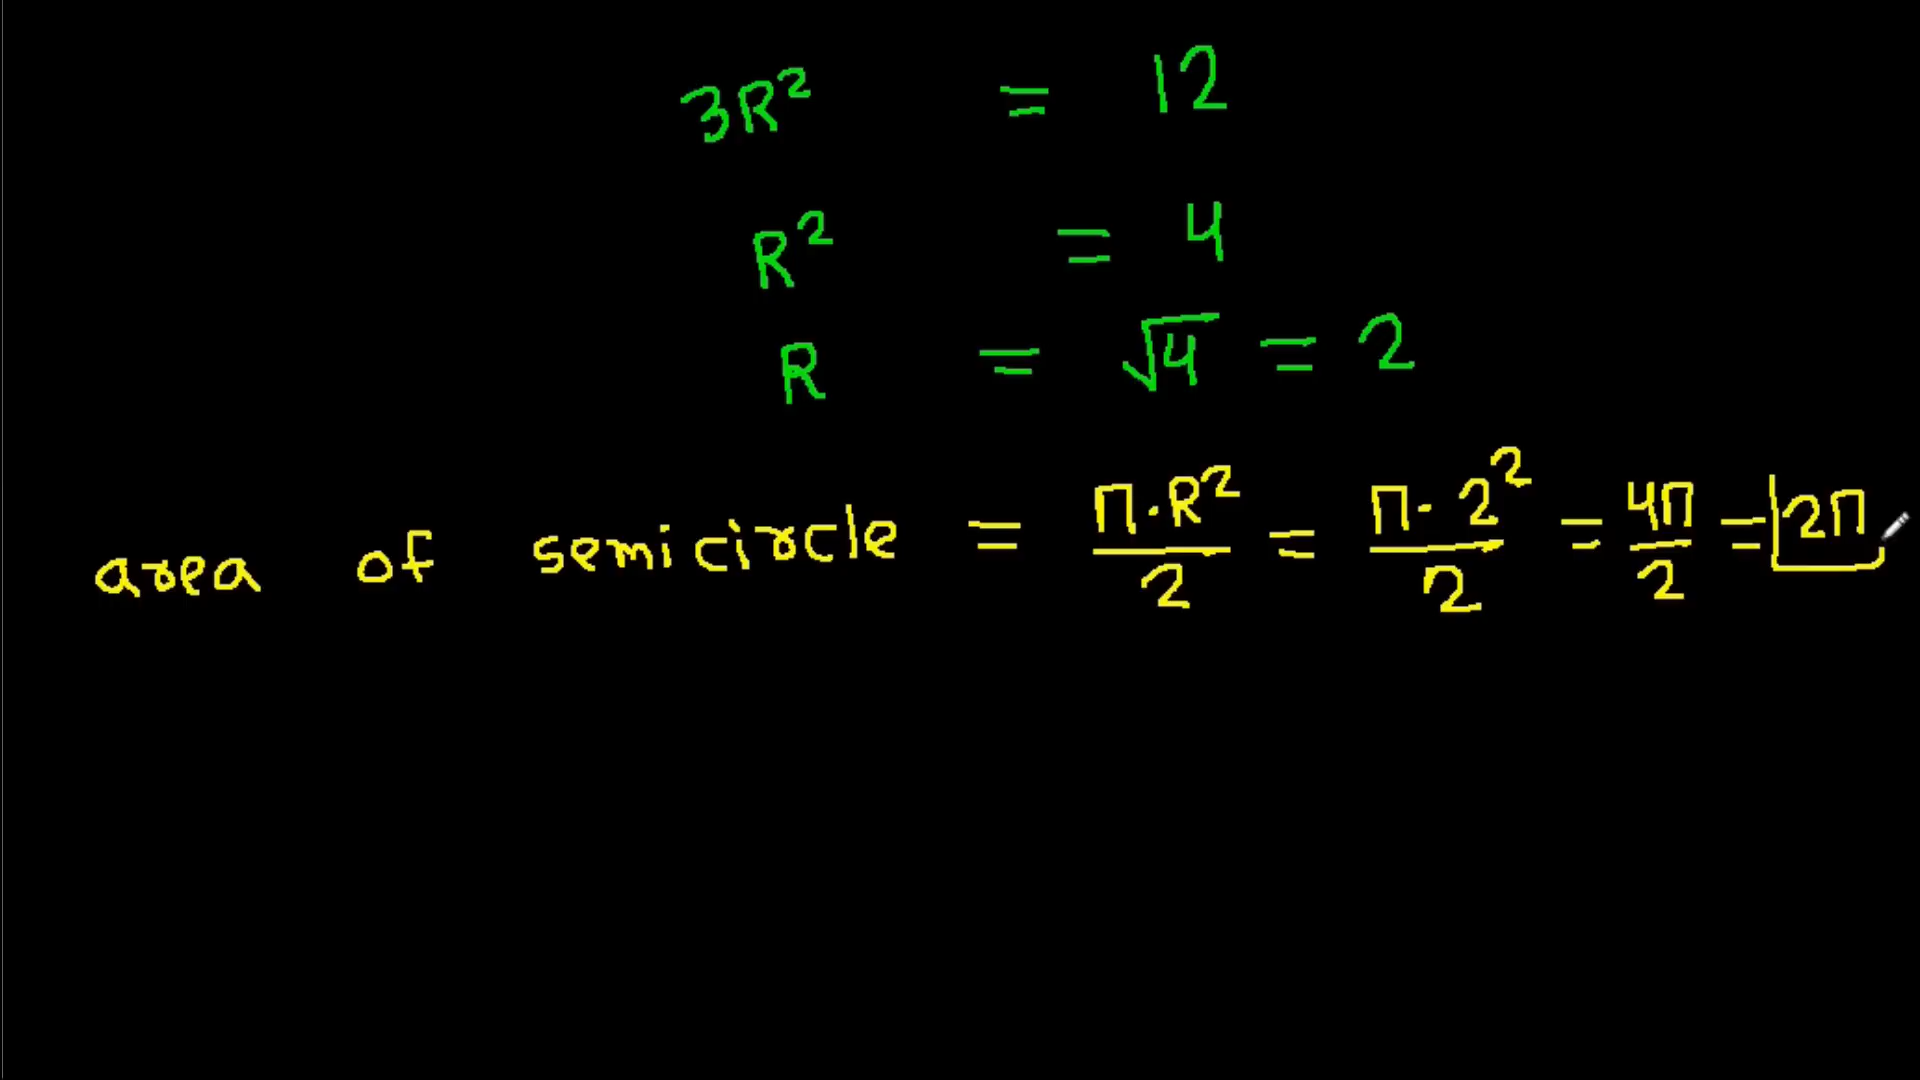 3R² = 12
R² = 4
R = √4 = 2
area of semicircle = Π·R²/2 = Π·2²/2 = 4Π/2 = 2Π